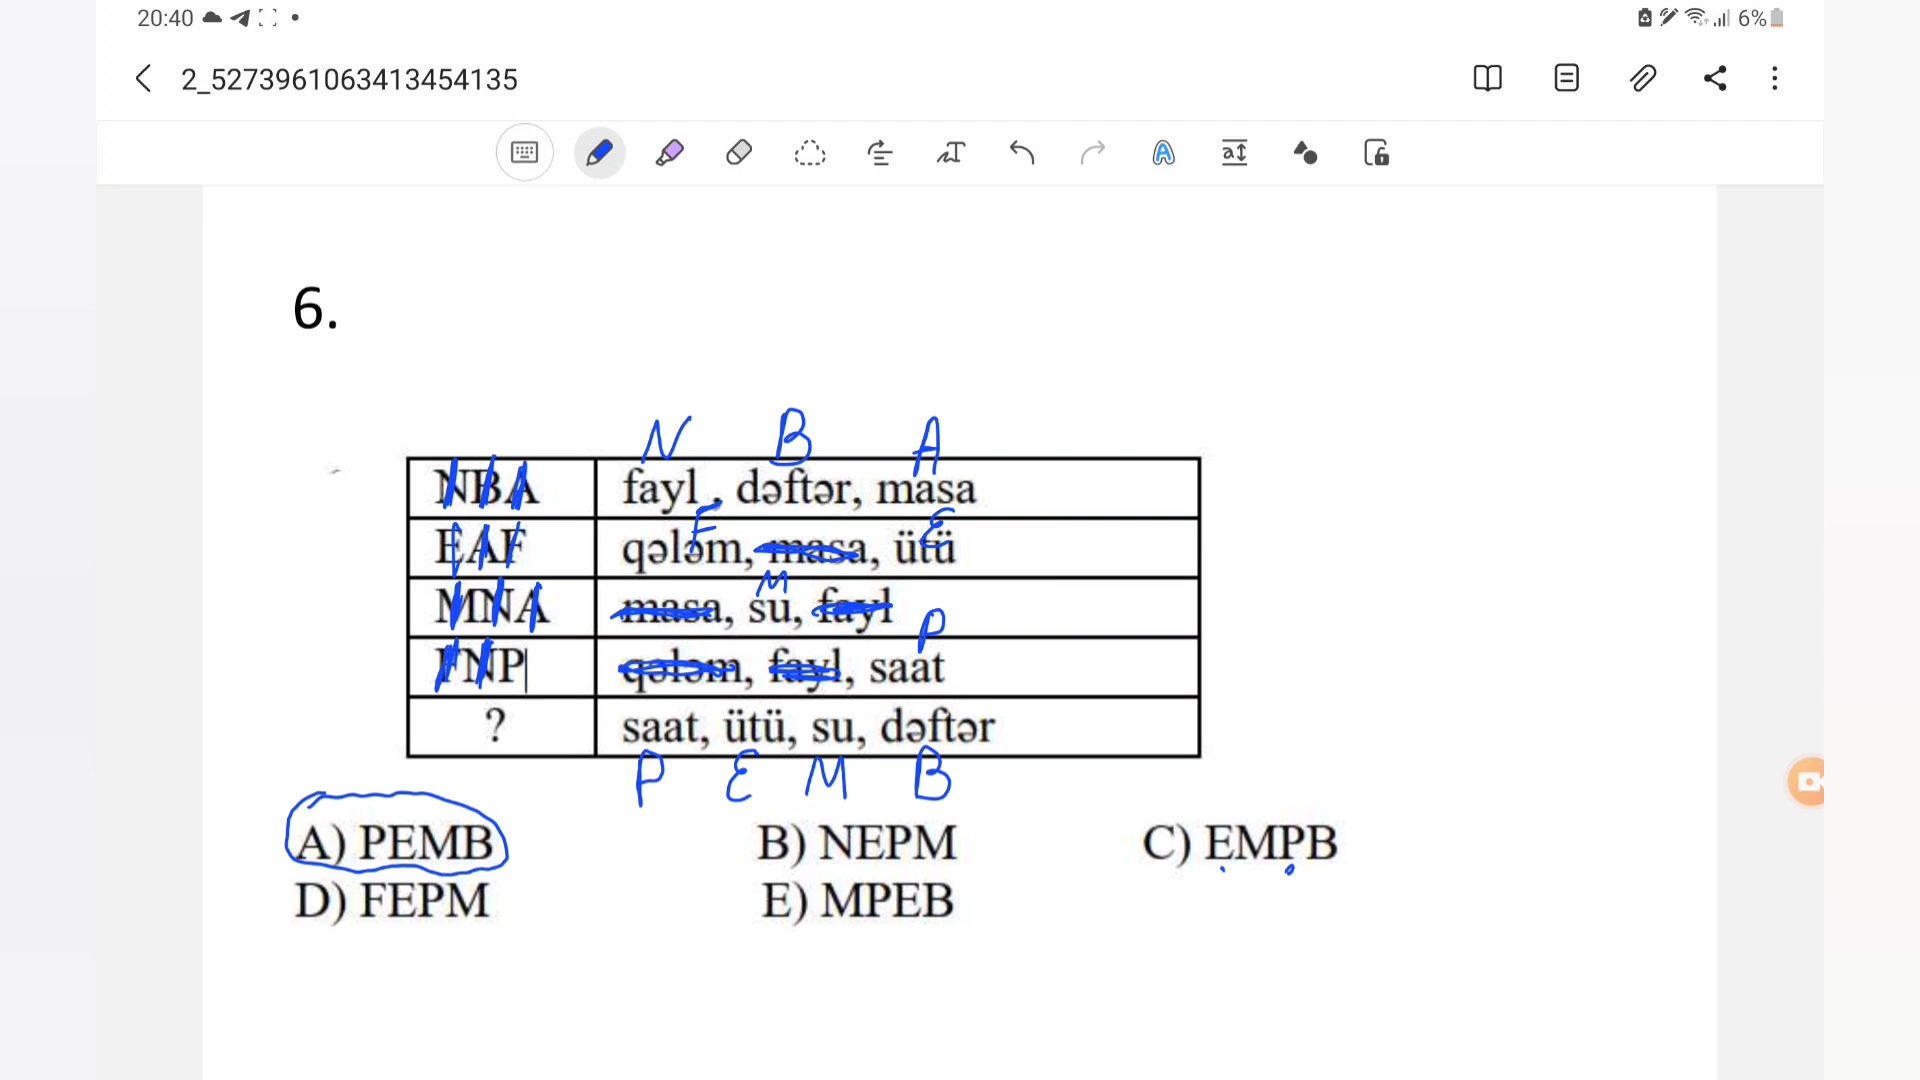 20:40
6%
2_5273961063413454135
6.
N B A
NBA fayl , dəftər, masa
F E
EAF qələm, masa, ütü
M
MNA masa, su, fayl
P
FNP qələm, fayl, saat
? saat, ütü, su, dəftər
P E M B
A) PEMB B) NEPM C) EMPB
D) FEPM E) MPEB